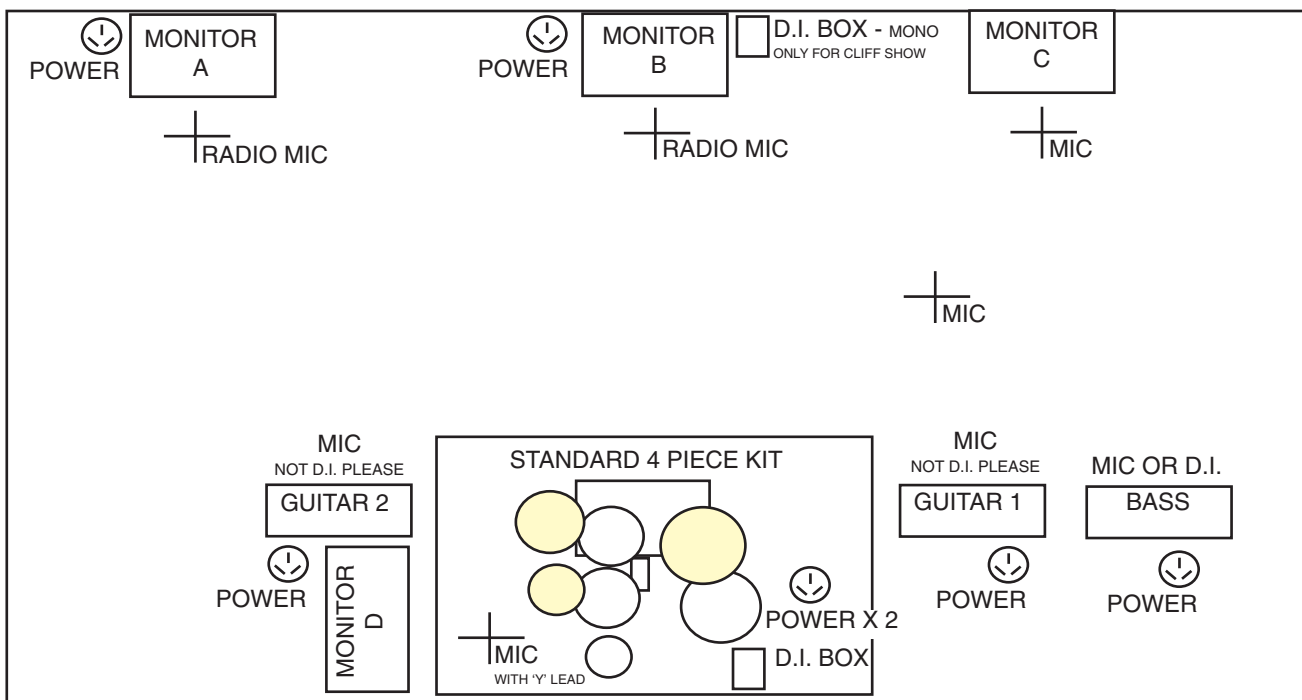 POWER
MONITOR
A
POWER
MONITOR
B
D.I. BOX - MONO
ONLY FOR CLIFF SHOW
MONITOR
C
RADIO MIC
RADIO MIC
MIC
MIC
MIC
NOT D.I. PLEASE
GUITAR 2
POWER
MONITOR
D
STANDARD 4 PIECE KIT
MIC
WITH ‘Y’ LEAD
POWER X 2
D.I. BOX
MIC
NOT D.I. PLEASE
GUITAR 1
POWER
MIC OR D.I.
BASS
POWER